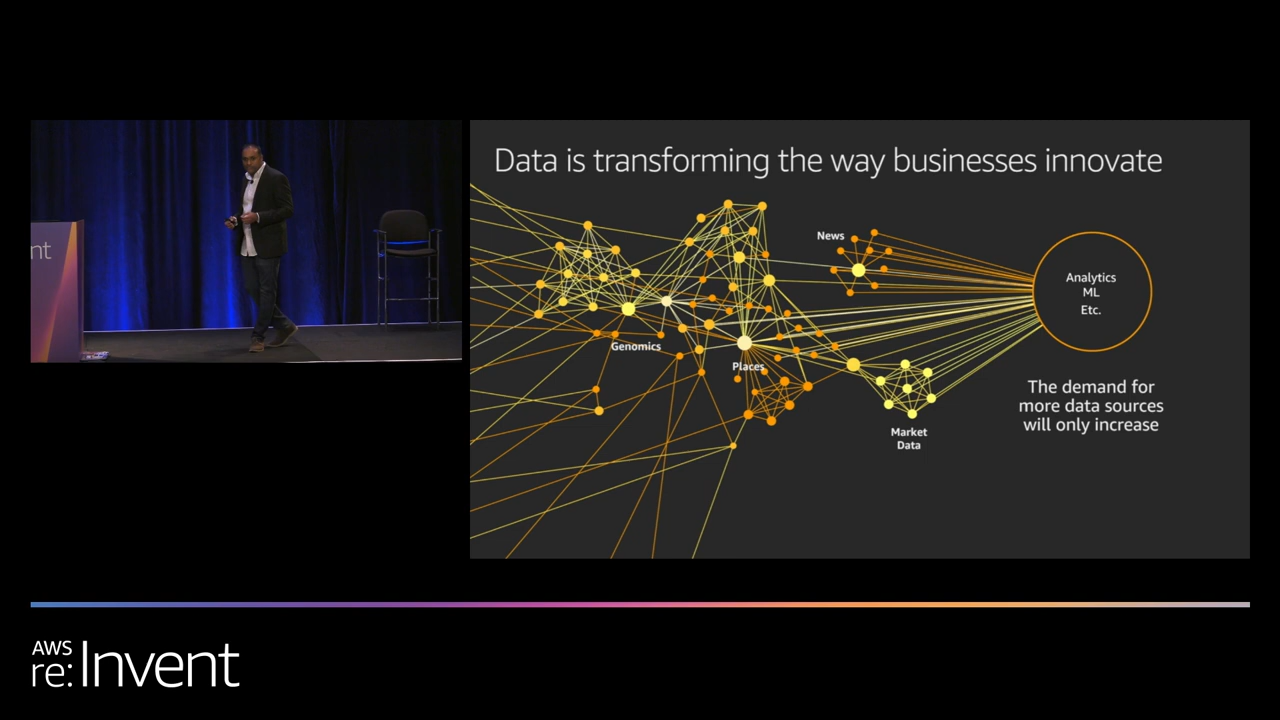 nt
Data is transforming the way businesses innovate
News
Genomics
Places
Market
Data
Analytics
ML
Etc.
The demand for
more data sources
will only increase
AWS
re:Invent